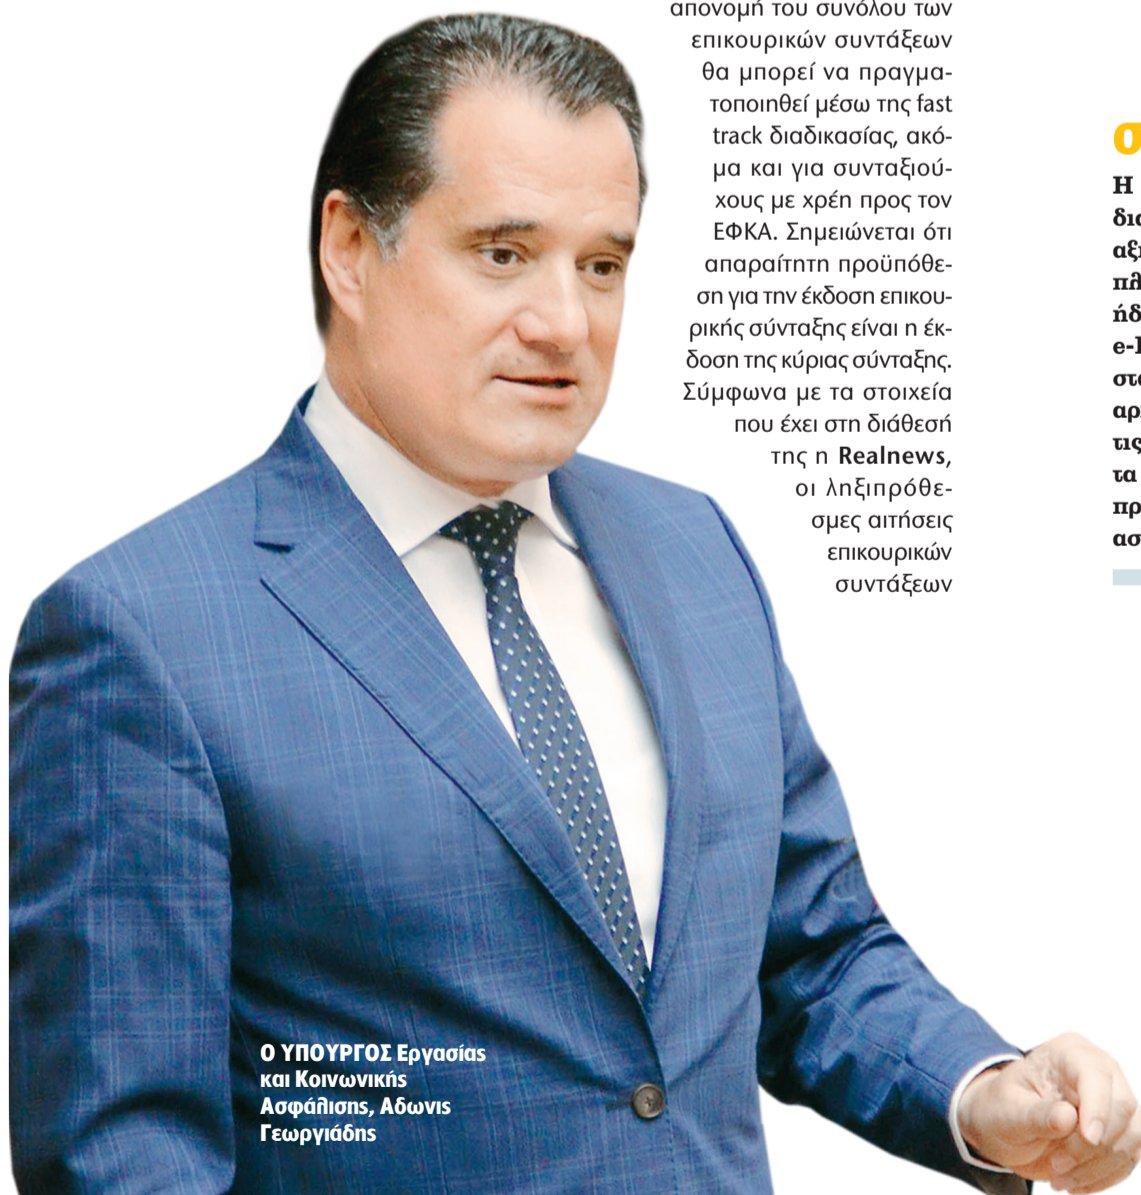 απονομή του συνόλου των
επικουρικών συντάξεων
θα μπορεί να πραγμα-
τοποιηθεί μέσω της fast
track διαδικασίας, ακό-
μα και για συνταξιού-
χους με χρέη προς τον
ΕΦΚΑ. Σημειώνεται ότι
απαραίτητη προϋπόθε-
ση για την έκδοση επικου-
ρικής σύνταξης είναι η έκ-
δοση της κύριας σύνταξης.
Σύμφωνα με τα στοιχεία
που έχει στη διάθεσή
της η Realnews,
οι ληξιπρόθε-
σμες αιτήσεις
επικουρικών
συντάξεων
Ο ΥΠΟΥΡΓΟΣ Εργασίας
και Κοινωνικής
Ασφάλισης, Αδωνις
Γεωργιάδης
Η
τις
τα